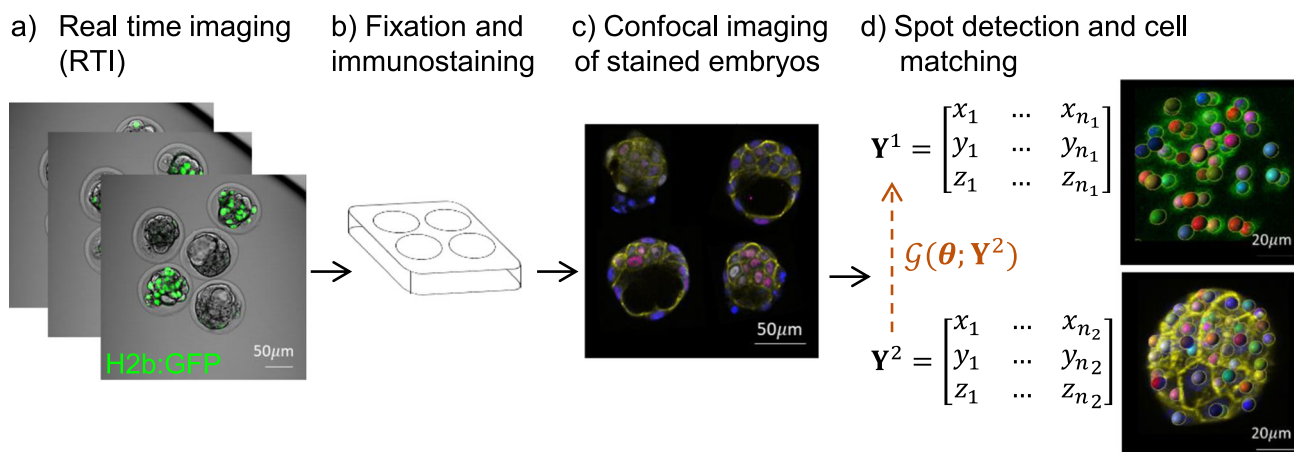 a) Real time imaging
(RTI)
b) Fixation and
immunostaining
c) Confocal imaging
of stained embryos
d) Spot detection and cell
matching
H2b:GFP
50μm
50μm
Y¹ = [x₁ ... xₙ₁
y₁ ... yₙ₁
z₁ ... zₙ₁]
20μm
𝒢(θ; Y²)
Y² = [x₁ ... xₙ₂
y₁ ... yₙ₂
z₁ ... zₙ₂]
20μm